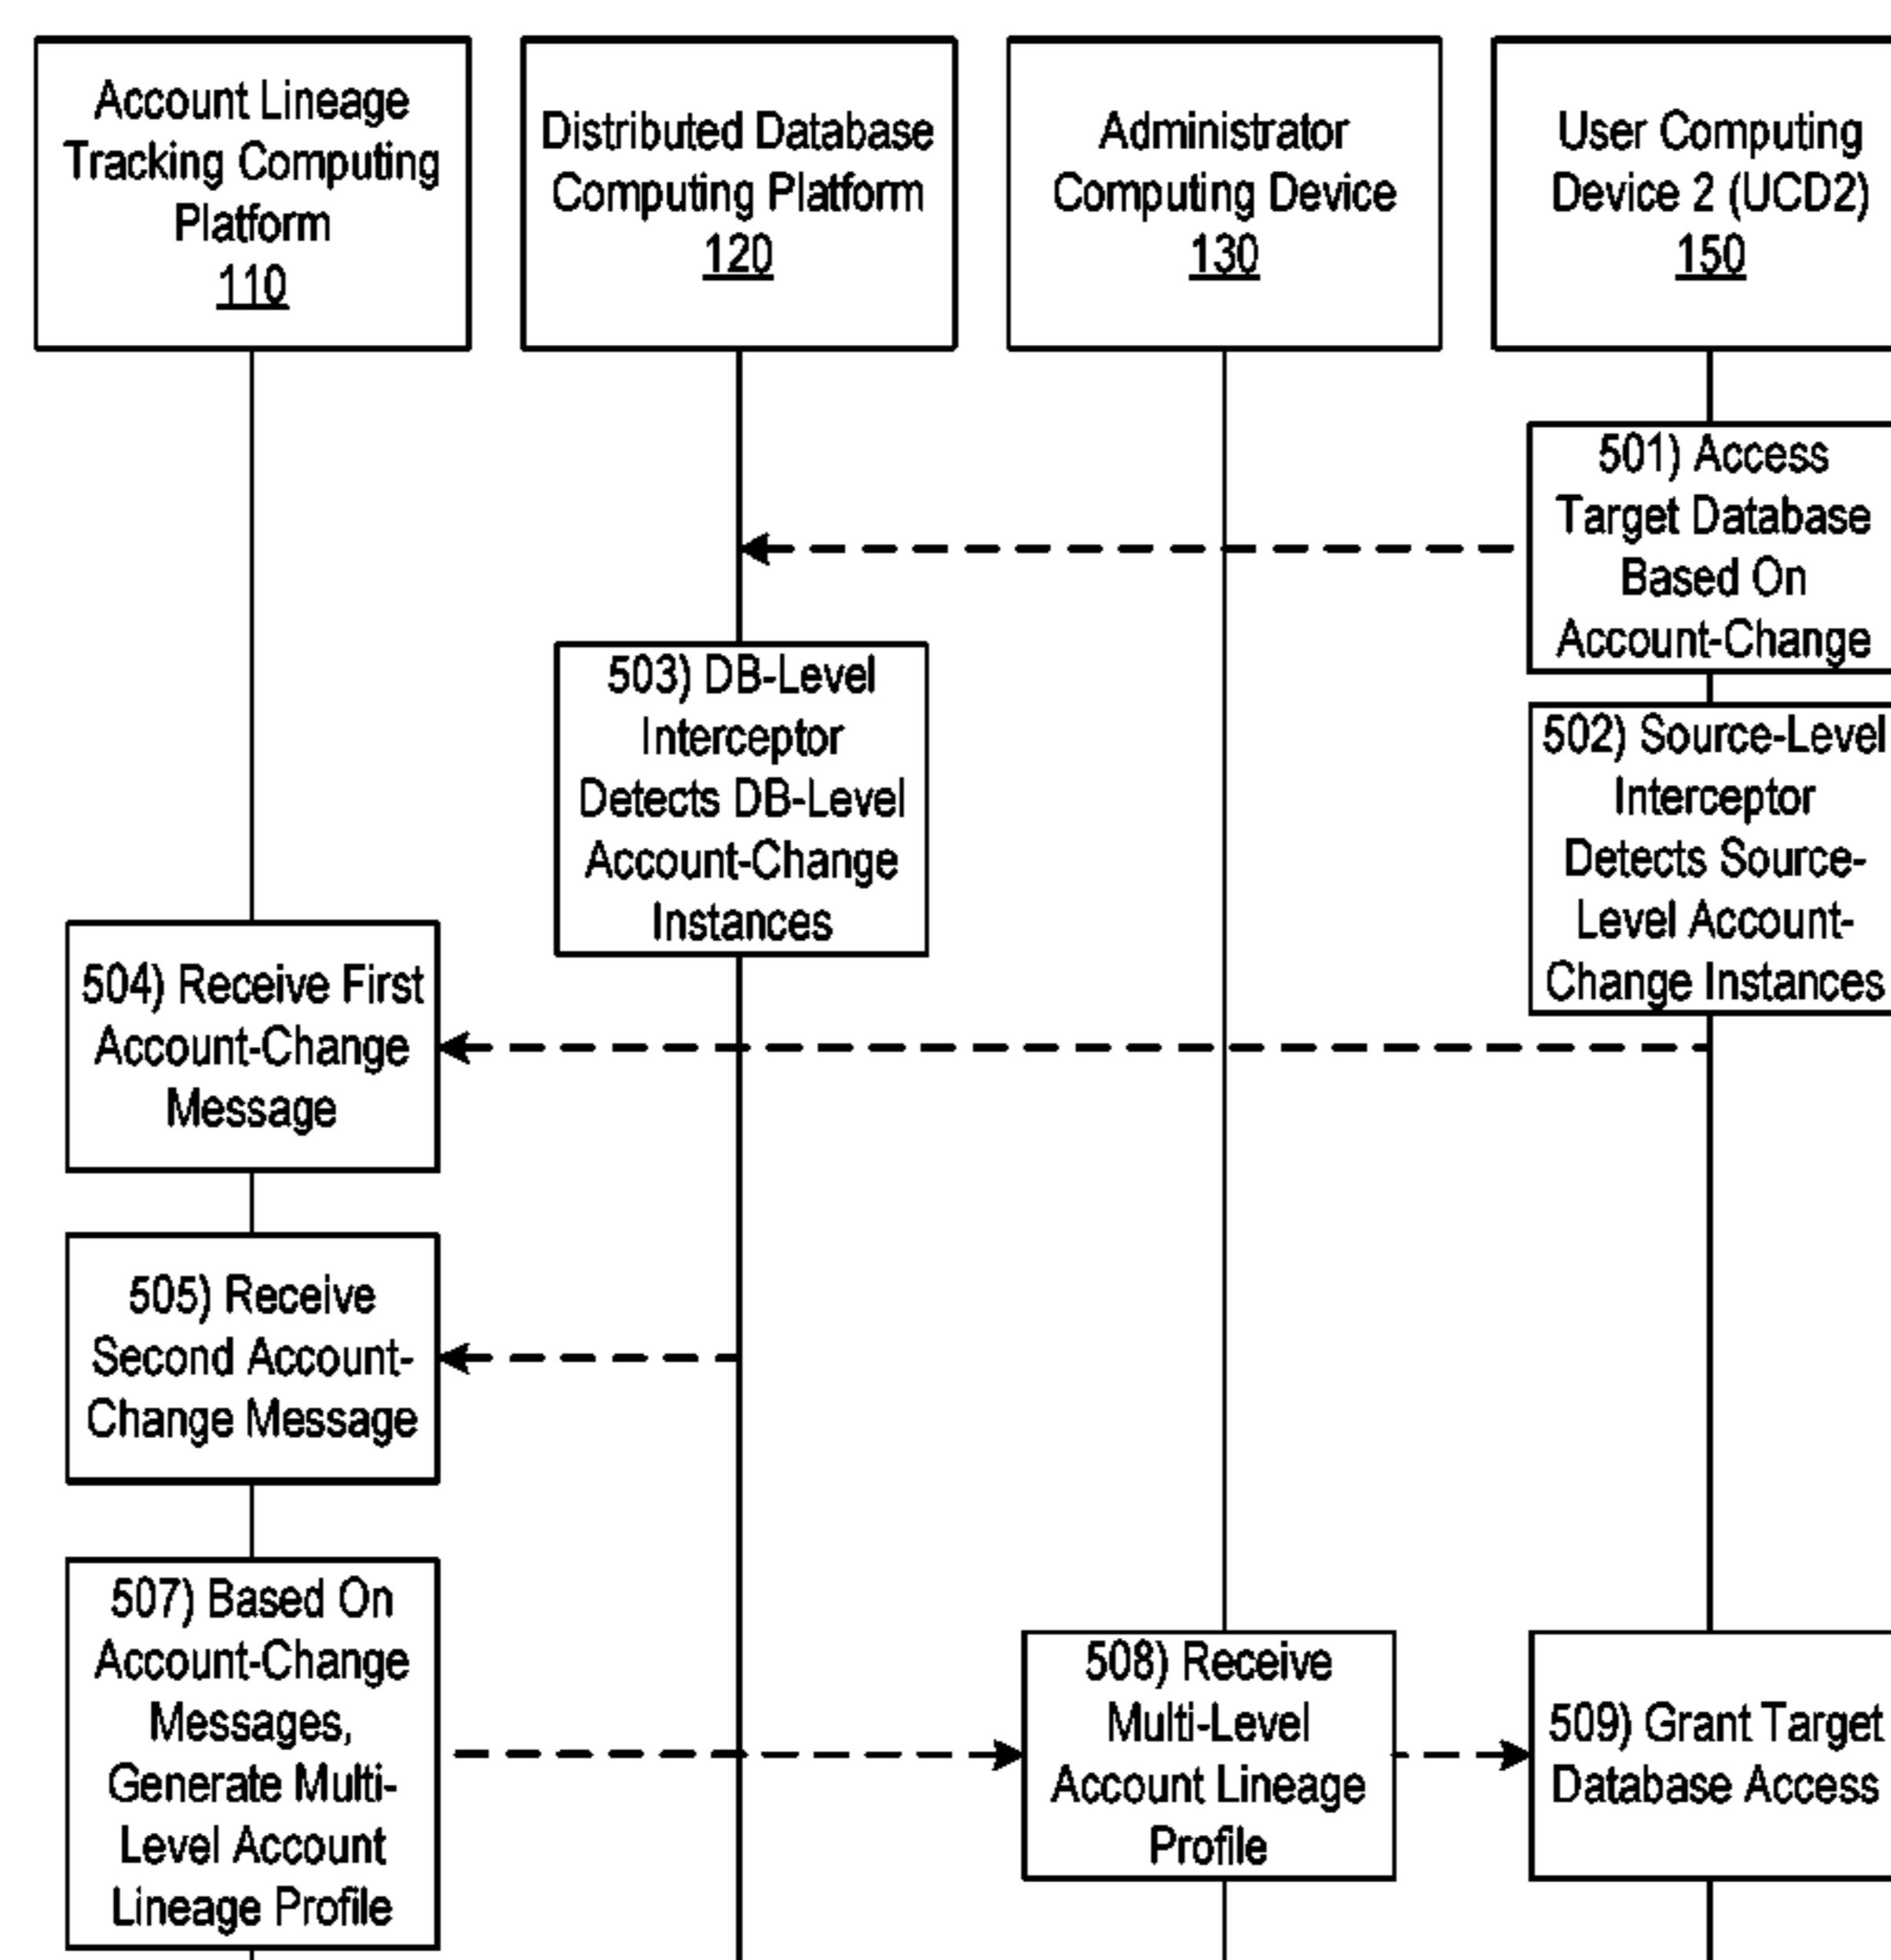 Account Lineage
Tracking Computing
Platform
110
Distributed Database
Computing Platform
120
Administrator
Computing Device
130
User Computing
Device 2 (UCD2)
150
501) Access
Target Database
Based On
Account-Change
502) Source-Level
Interceptor
Detects Source-
Level Account-
Change Instances
503) DB-Level
Interceptor
Detects DB-Level
Account-Change
Instances
504) Receive First
Account-Change
Message
505) Receive
Second Account-
Change Message
507) Based On
Account-Change
Messages,
Generate Multi-
Level Account
Lineage Profile
508) Receive
Multi-Level
Account Lineage
Profile
509) Grant Target
Database Access